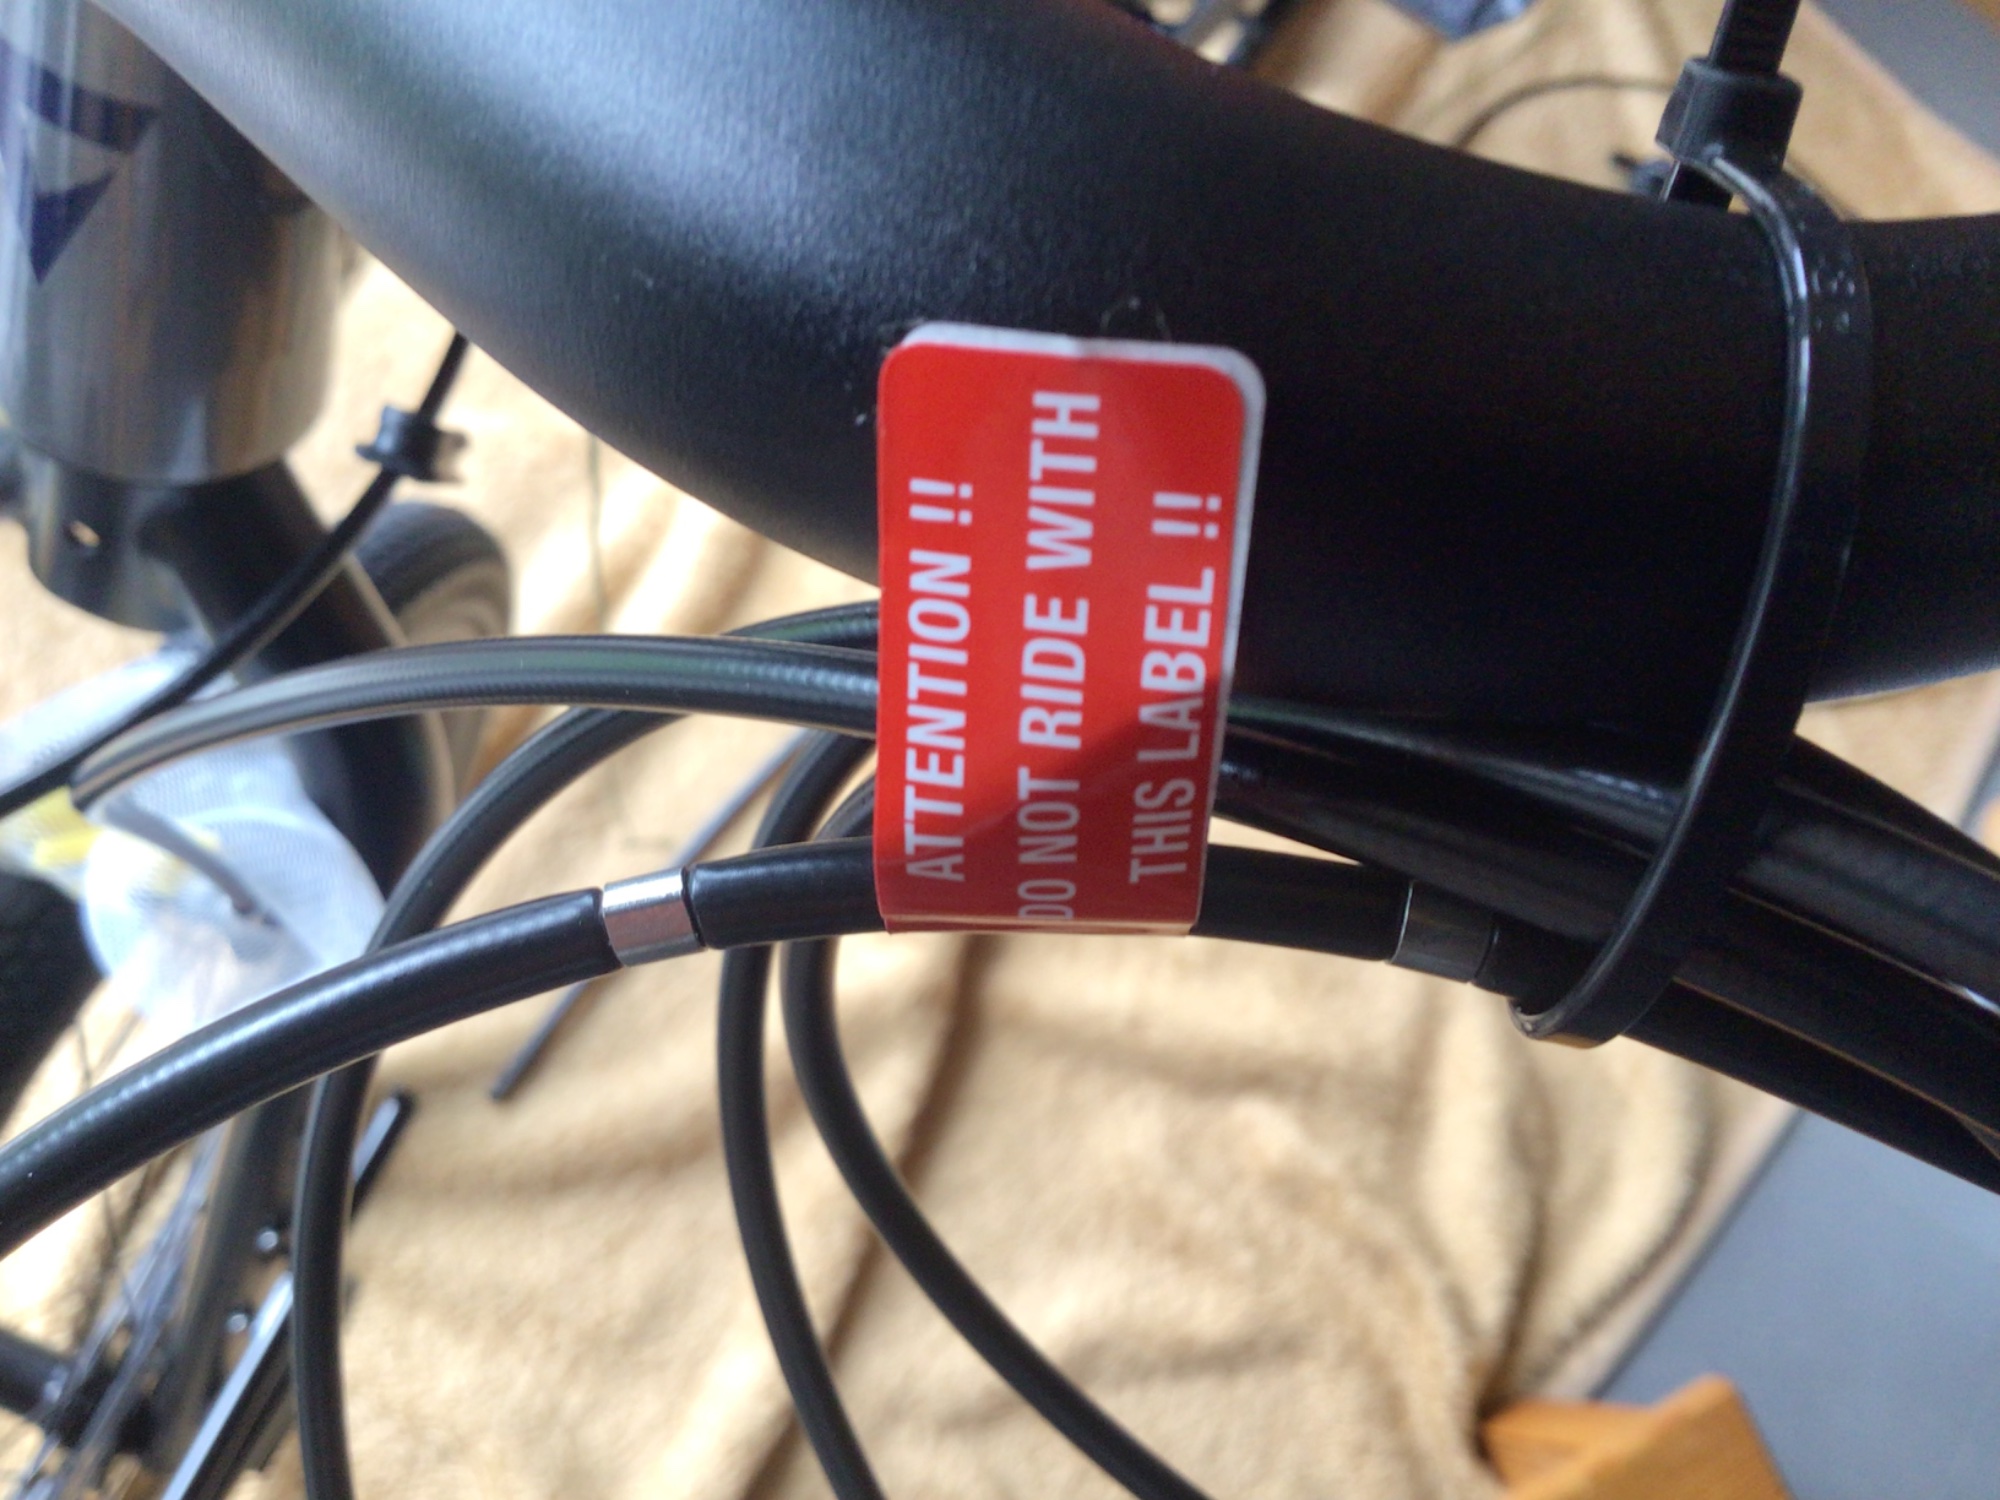 ATTENTION !!
DO NOT RIDE WITH
THIS LABEL !!